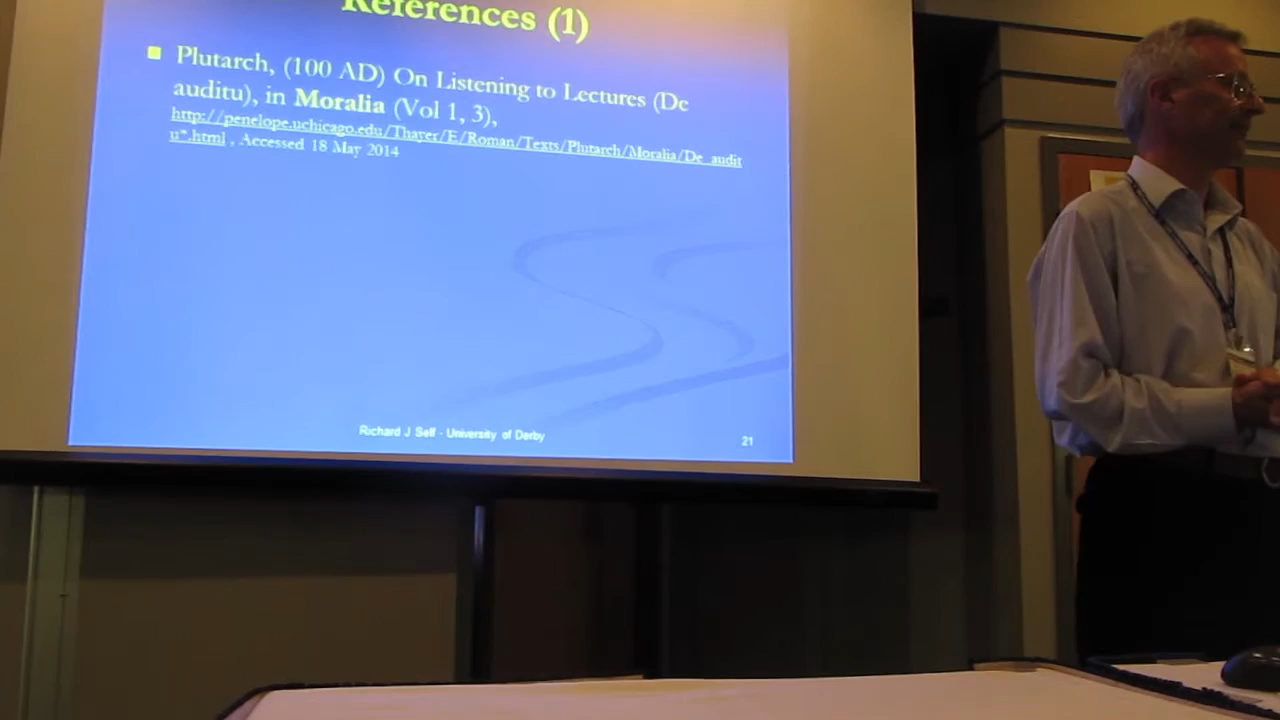 References (1)
Plutarch, (100 AD) On Listening to Lectures (De
auditu), in Moralia (Vol 1, 3),
http://penelope.uchicago.edu/Thayer/E/Roman/Texts/Plutarch/Moralia/De_audit
u*.html , Accessed 18 May 2014
Richard J Self - University of Derby
21